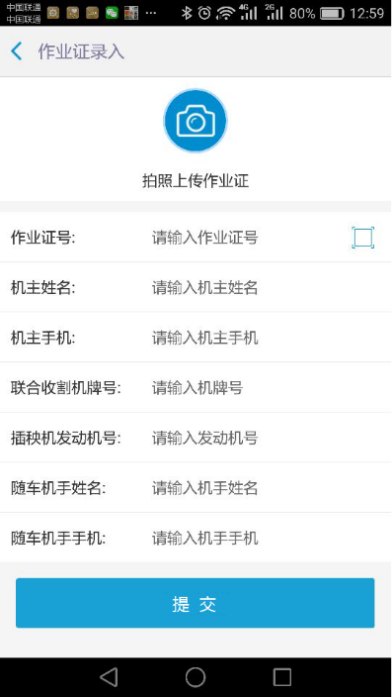 中国联通
中国联通
4G 2G 80% 12:59
作业证录入
拍照上传作业证
作业证号: 请输入作业证号
机主姓名: 请输入机主姓名
机主手机: 请输入机主手机
联合收割机牌号: 请输入机牌号
插秧机发动机号: 请输入发动机号
随车机手姓名: 请输入机手姓名
随车机手手机: 请输入机手手机
提 交